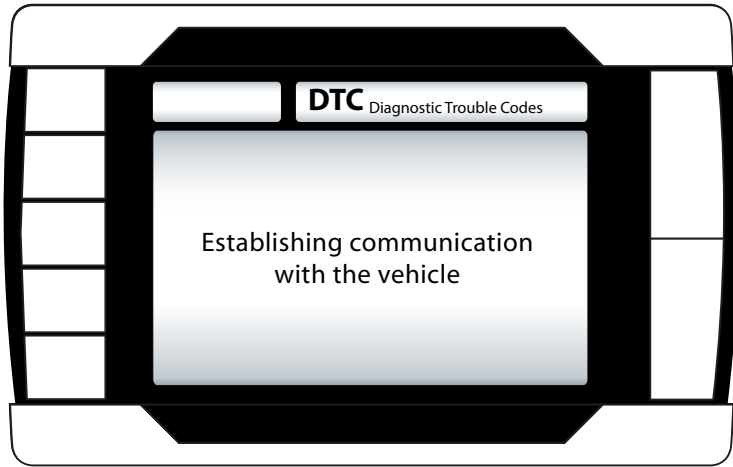 DTC Diagnostic Trouble Codes
Establishing communication
with the vehicle